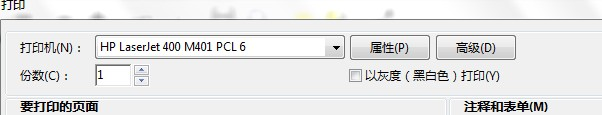 打印
打印机(N)： HP LaserJet 400 M401 PCL 6 属性(P) 高级(D)
份数(C)： 1 以灰度（黑白色）打印(Y)
要打印的页面 注释和表单(M)